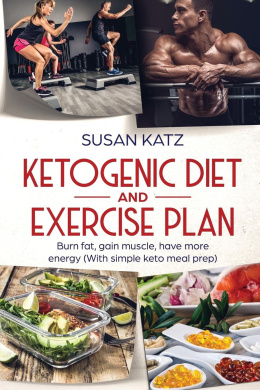 SUSAN KATZ
KETOGENIC DIET
AND
EXERCISE PLAN
Burn fat, gain muscle, have more
energy (With simple keto meal prep)